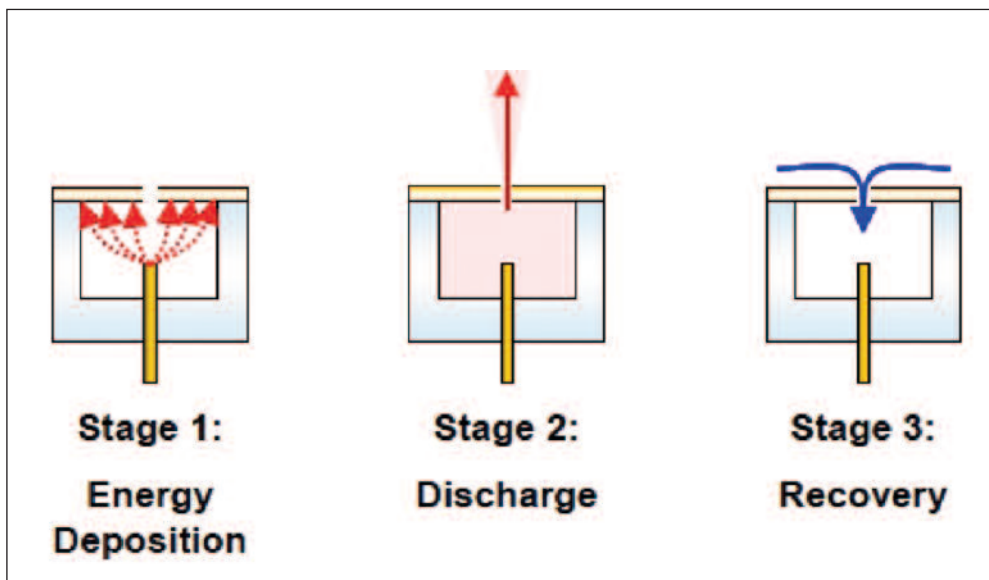 Stage 1:
Energy
Deposition
Stage 2:
Discharge
Stage 3:
Recovery